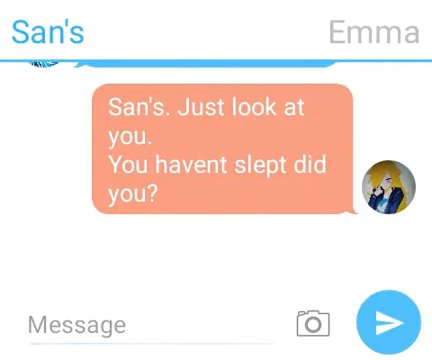 San's Emma
San's. Just look at
you.
You havent slept did
you?
Message